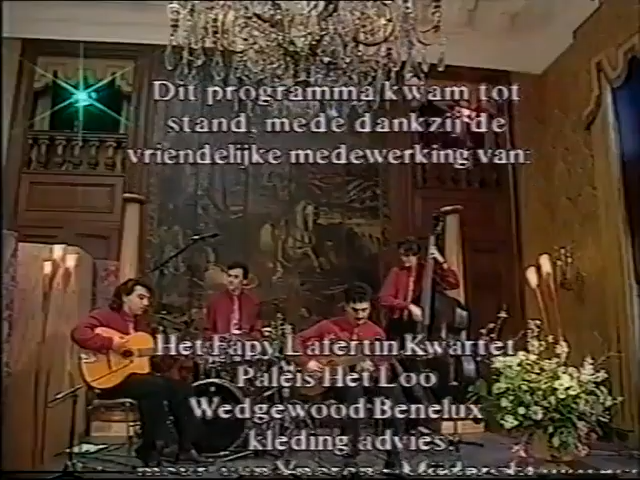 Dit programma kwam tot
stand, mede dankzij de
vriendelijke medewerking van:
Het Fapy Lafertin Kwartet
Paleis Het Loo
Wedgewood Benelux
kleding advies: